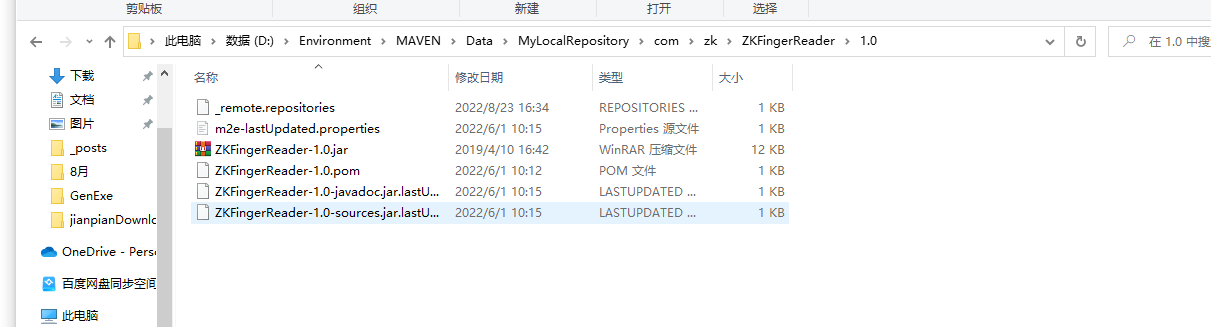 剪贴板 组织 新建 打开 选择
此电脑 数据 (D:) Environment MAVEN Data MyLocalRepository com zk ZKFingerReader 1.0 在 1.0 中搜
下载
文档
图片
_posts
8月
GenExe
jianpianDownlo
OneDrive - Perso
百度网盘同步空间
此电脑
名称 修改日期 类型 大小
_remote.repositories 2022/8/23 16:34 REPOSITORIES ... 1 KB
m2e-lastUpdated.properties 2022/6/1 10:15 Properties 源文件 1 KB
ZKFingerReader-1.0.jar 2019/4/10 16:42 WinRAR 压缩文件 12 KB
ZKFingerReader-1.0.pom 2022/6/1 10:12 POM 文件 1 KB
ZKFingerReader-1.0-javadoc.jar.lastU... 2022/6/1 10:15 LASTUPDATED ... 1 KB
ZKFingerReader-1.0-sources.jar.lastU... 2022/6/1 10:15 LASTUPDATED ... 1 KB